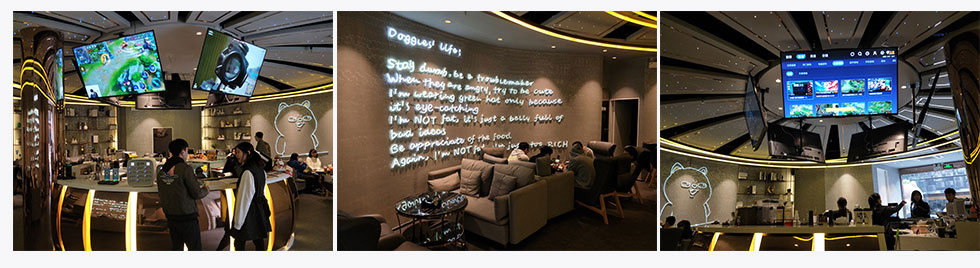 Doggies' life:
Stay dumb, be a troublemaker
When they are angry, try to be cute
I'm wearing green hat only because
it's eye-catching
I'm NOT fat, it's just a belly full of
bad ideas
Be appreciate of the food
Again, I'm NOT fat I'm just too RICH